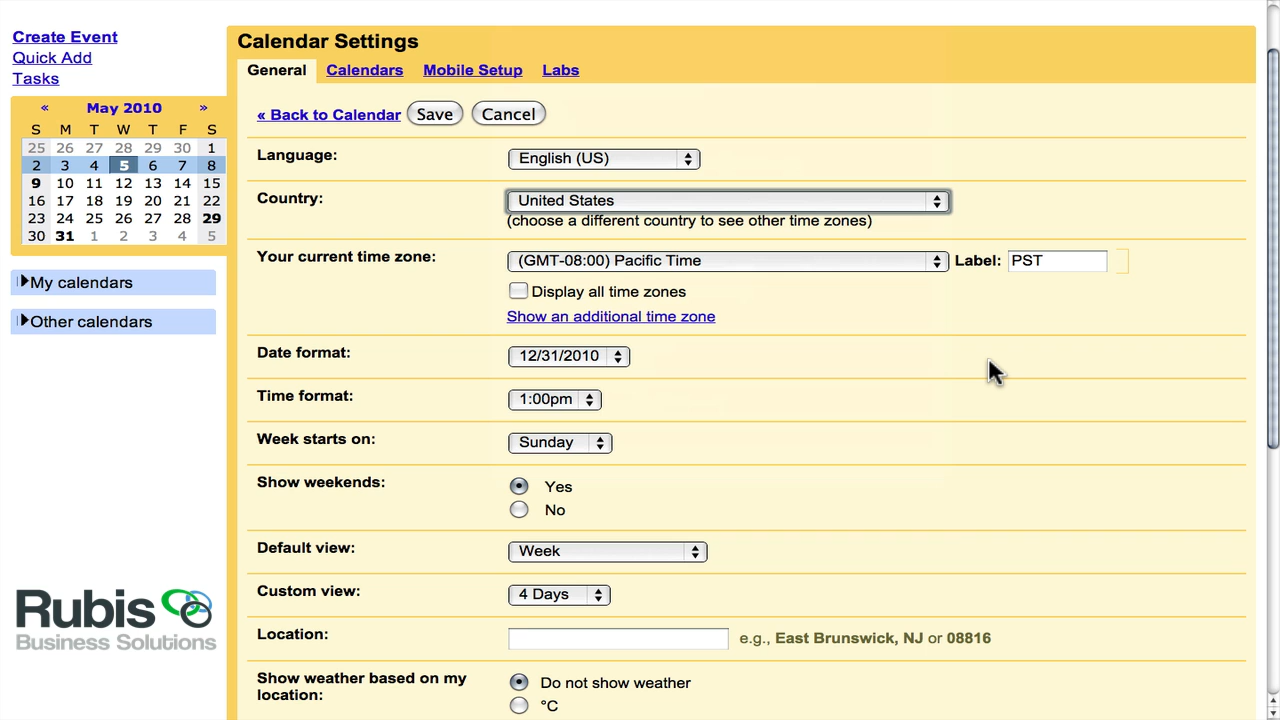 Create Event
Quick Add
Tasks
« May 2010 »
S M T W T F S
25 26 27 28 29 30 1
2 3 4 5 6 7 8
9 10 11 12 13 14 15
16 17 18 19 20 21 22
23 24 25 26 27 28 29
30 31 1 2 3 4 5
My calendars
Other calendars
Rubis
Business Solutions
Calendar Settings
General Calendars Mobile Setup Labs
« Back to Calendar Save Cancel
Language: English (US)
Country: United States
(choose a different country to see other time zones)
Your current time zone: (GMT-08:00) Pacific Time Label: PST
Display all time zones
Show an additional time zone
Date format: 12/31/2010
Time format: 1:00pm
Week starts on: Sunday
Show weekends: Yes
No
Default view: Week
Custom view: 4 Days
Location: e.g., East Brunswick, NJ or 08816
Show weather based on my Do not show weather
location: °C